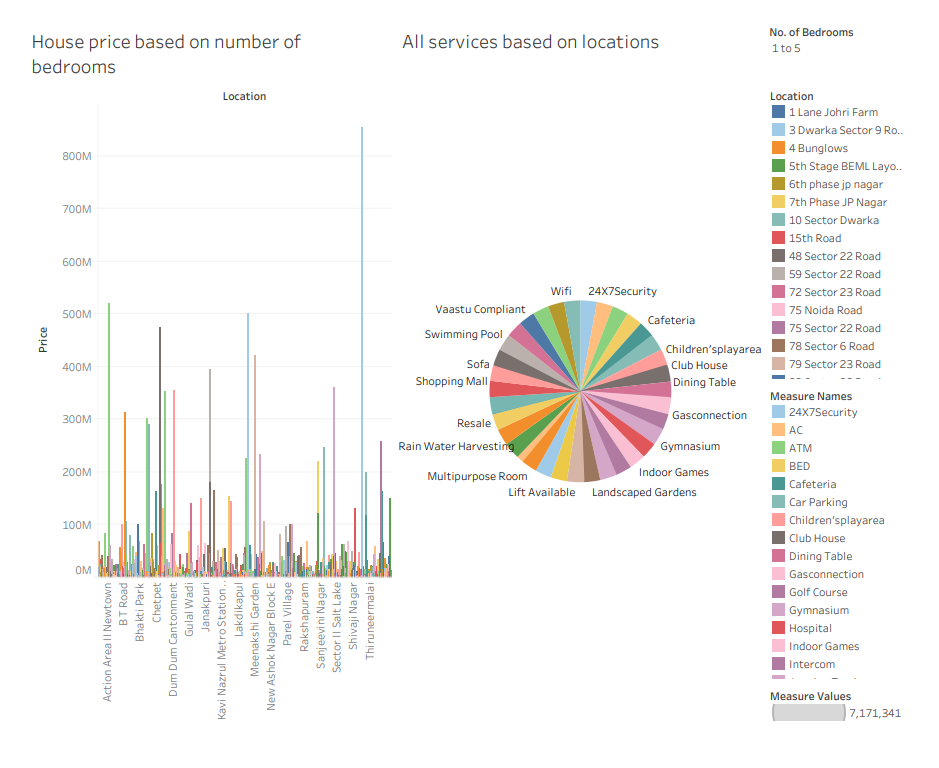 House price based on number of
bedrooms
All services based on locations
No. of Bedrooms
1 to 5
Location
Price
800M
700M
600M
500M
400M
300M
200M
100M
0M
Action Area II Newtown
B T Road
Bhakti Park
Chetpet
Dum Dum Cantonment
Gulal Wadi
Janakpuri
Kavi Nazrul Metro Station ..
Lakdikapul
Meenakshi Garden
New Ashok Nagar Block E
Parel Village
Rakshapuram
Sanjeevini Nagar
Sector II Salt Lake
Shivaji Nagar
Thiruneermalai
Wifi
24X7Security
Vaastu Compliant
Cafeteria
Swimming Pool
Children'splayarea
Sofa
Club House
Shopping Mall
Dining Table
Resale
Gasconnection
Rain Water Harvesting
Gymnasium
Multipurpose Room
Indoor Games
Lift Available
Landscaped Gardens
Location
1 Lane Johri Farm
3 Dwarka Sector 9 Ro..
4 Bunglows
5th Stage BEML Layo..
6th phase jp nagar
7th Phase JP Nagar
10 Sector Dwarka
15th Road
48 Sector 22 Road
59 Sector 22 Road
72 Sector 23 Road
75 Noida Road
75 Sector 22 Road
78 Sector 6 Road
79 Sector 23 Road
Measure Names
24X7Security
AC
ATM
BED
Cafeteria
Car Parking
Children'splayarea
Club House
Dining Table
Gasconnection
Golf Course
Gymnasium
Hospital
Indoor Games
Intercom
Measure Values
7,171,341